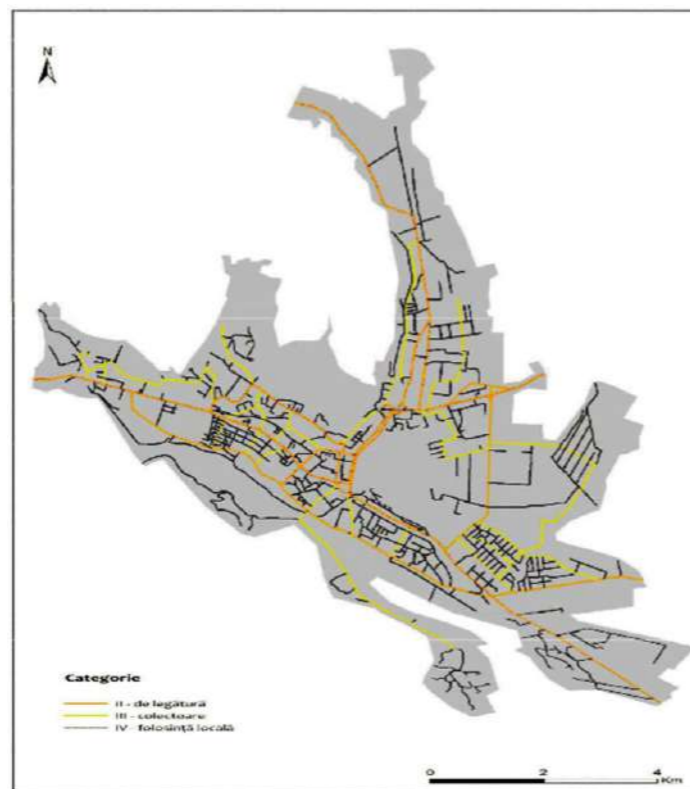 N
Categorie
II - de legătură
III - colectoare
IV - folosință locală
0 2 4
Km